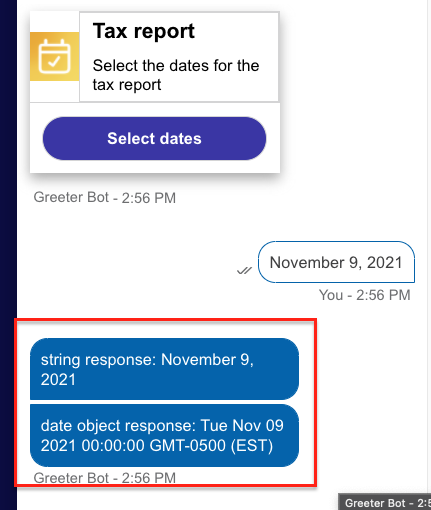 Tax report
Select the dates for the
tax report
Select dates
Greeter Bot - 2:56 PM
November 9, 2021
You - 2:56 PM
string response: November 9,
2021
date object response: Tue Nov 09
2021 00:00:00 GMT-0500 (EST)
Greeter Bot - 2:56 PM
Greeter Bot - 2:5